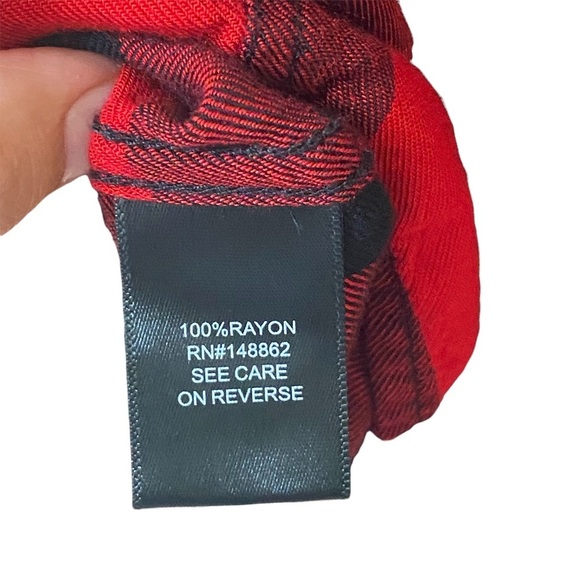 100%RAYON
RN#148862
SEE CARE
ON REVERSE